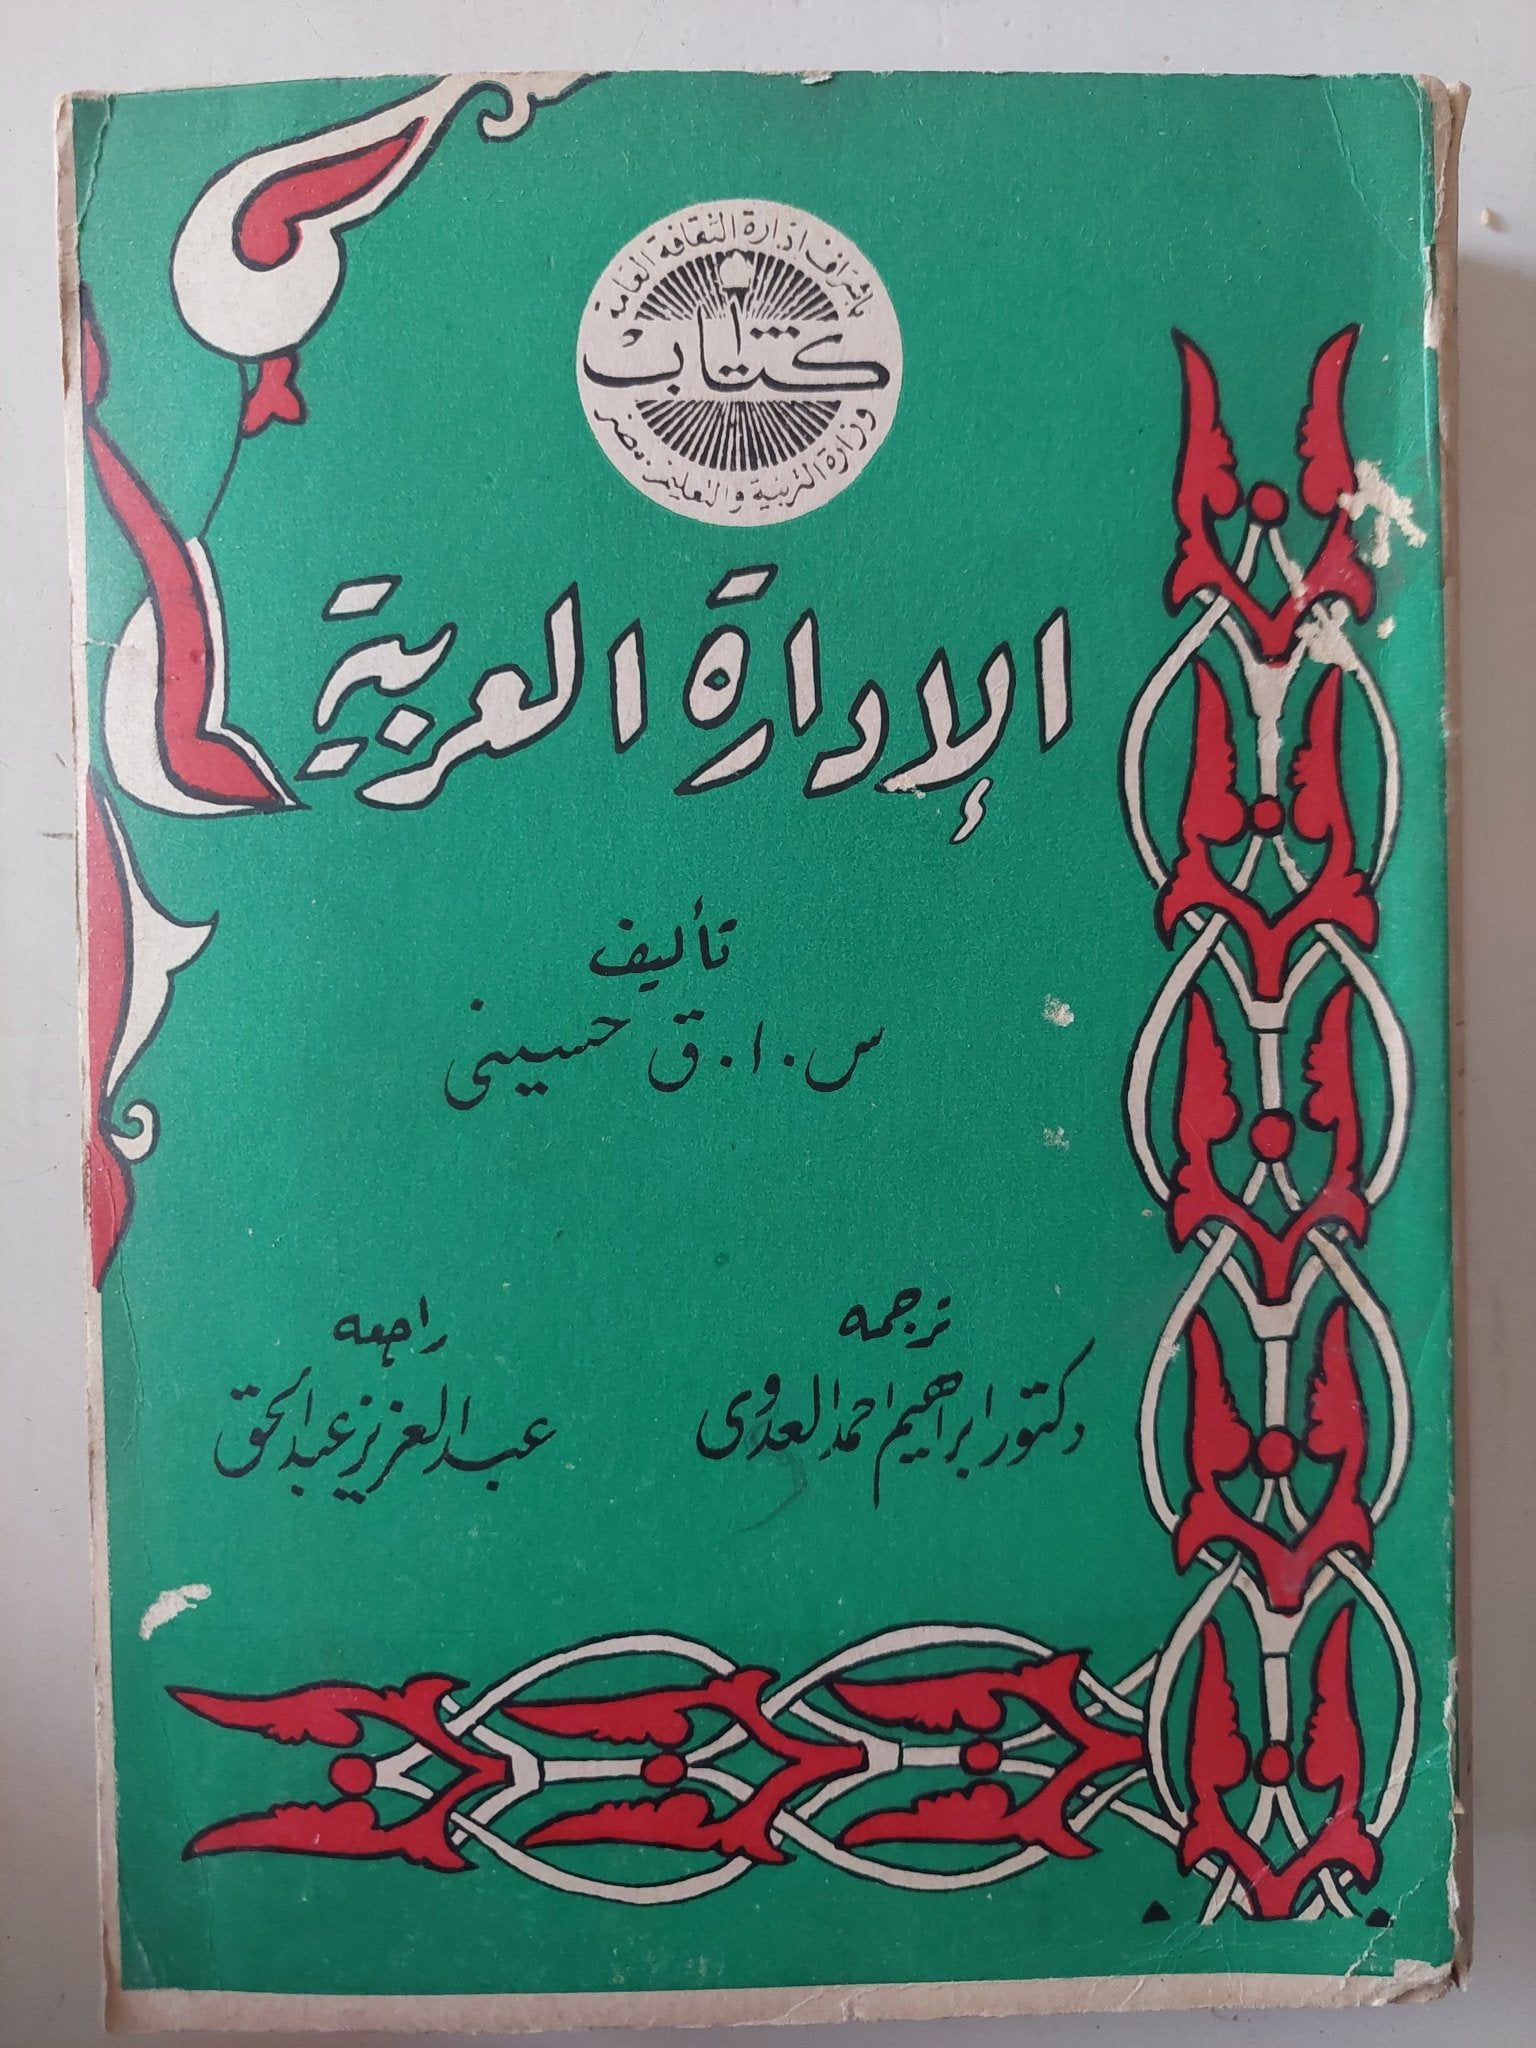 بإشراف إدارة الثقافة العامة
كتاب
وزارة التربية والتعليم بمصر
الإدارة العربية
تأليف
س . ا . ق حسيني
ترجمه
دكتور ابراهيم احمد العدوى
راجعه
عبد العزيز عبد الحق